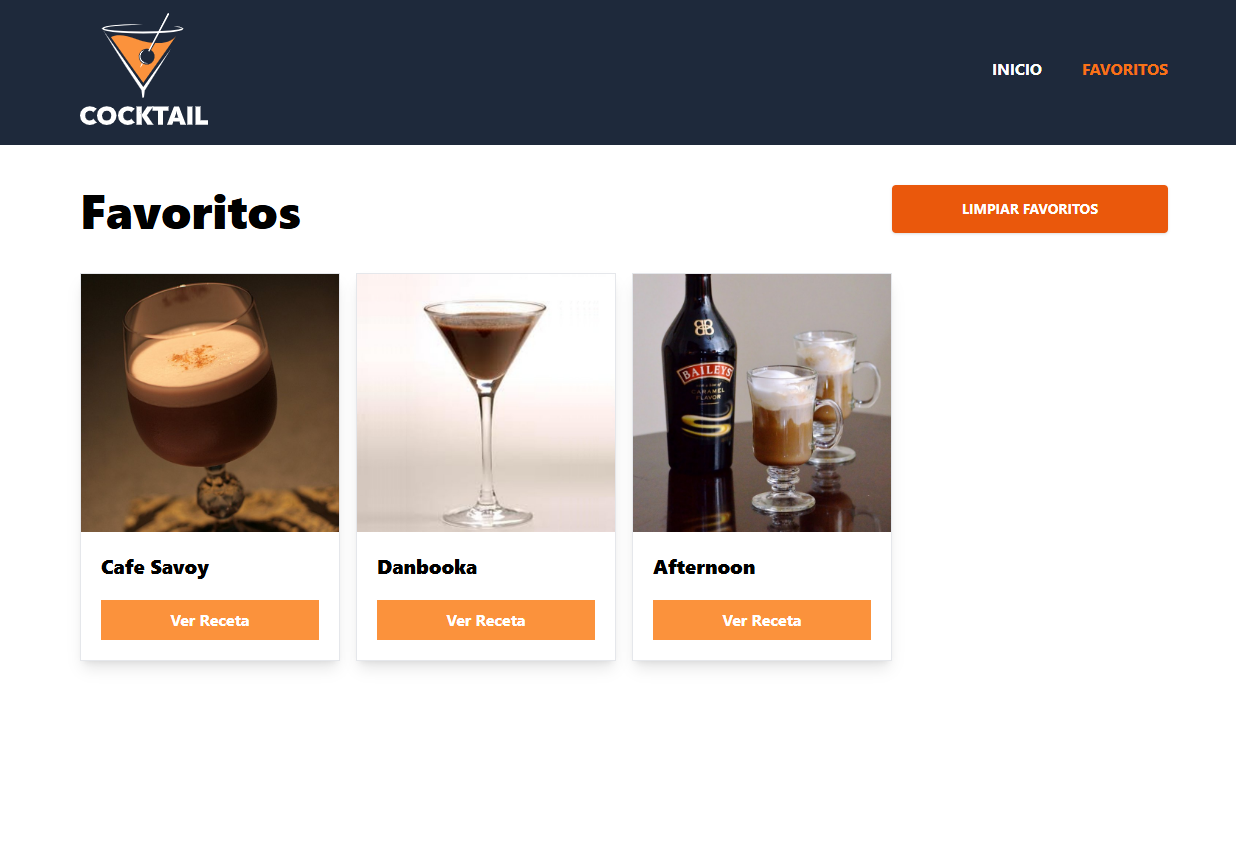 COCKTAIL
INICIO
FAVORITOS
Favoritos
LIMPIAR FAVORITOS
BAILEYS
CARAMEL
FLAVOR
Cafe Savoy
Danbooka
Afternoon
Ver Receta
Ver Receta
Ver Receta